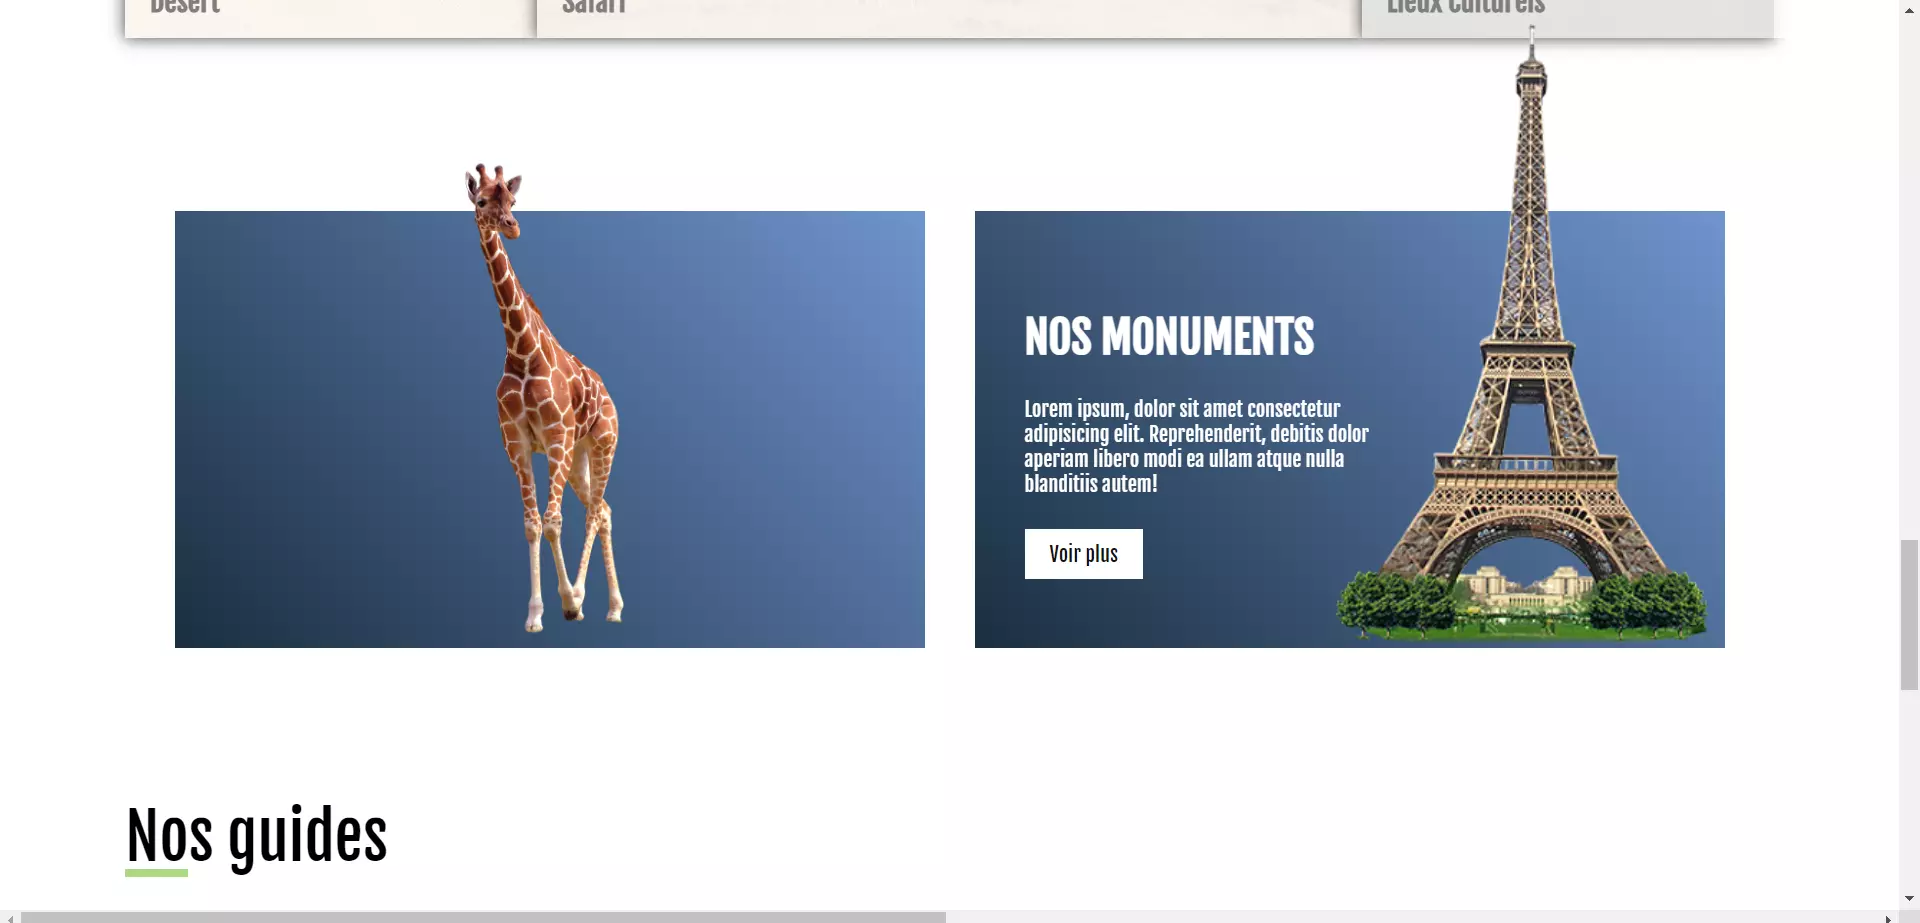 Désert
Safari
Lieux Culturels
NOS MONUMENTS
Lorem ipsum, dolor sit amet consectetur
adipisicing elit. Reprehenderit, debitis dolor
aperiam libero modi ea ullam atque nulla
blanditiis autem!
Voir plus
Nos guides